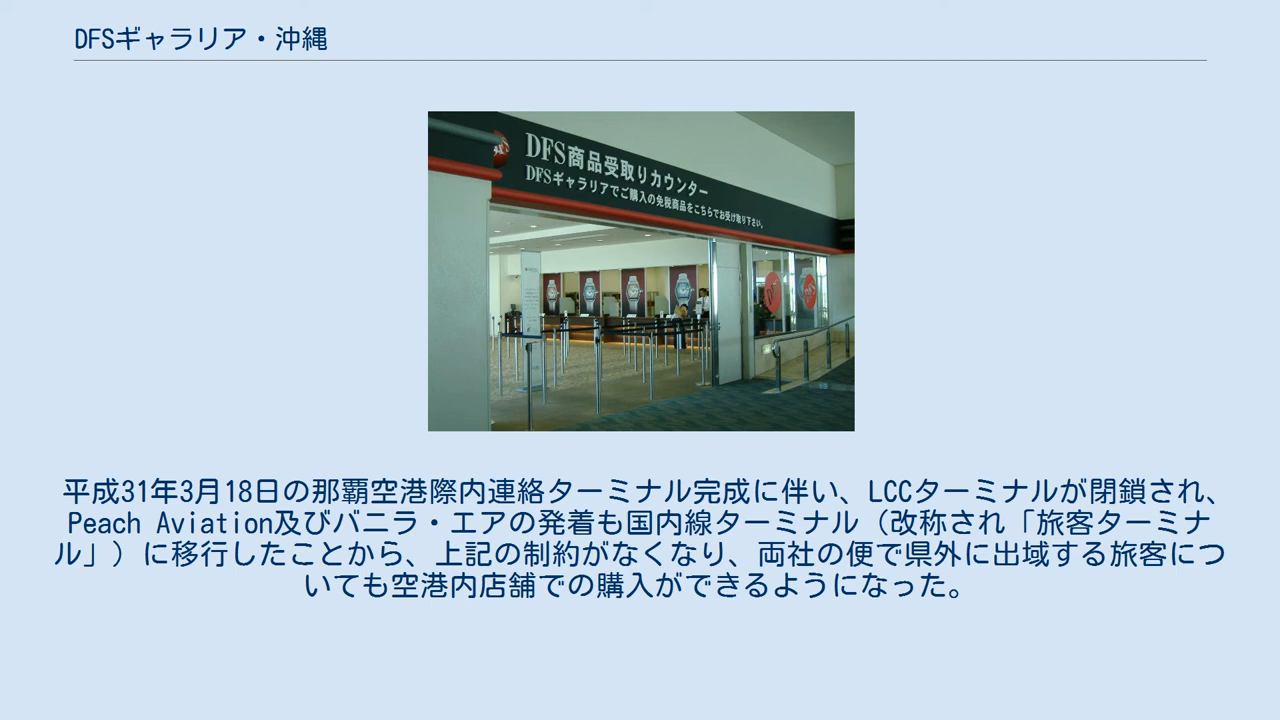 DFSギャラリア・沖縄
DFS商品受取りカウンター
DFSギャラリアでご購入の免税商品をこちらでお受け取り下さい。
平成31年3月18日の那覇空港際内連絡ターミナル完成に伴い、LCCターミナルが閉鎖され、
Peach Aviation及びバニラ・エアの発着も国内線ターミナル（改称され「旅客ターミナ
ル」）に移行したことから、上記の制約がなくなり、両社の便で県外に出域する旅客につ
いても空港内店舗での購入ができるようになった。